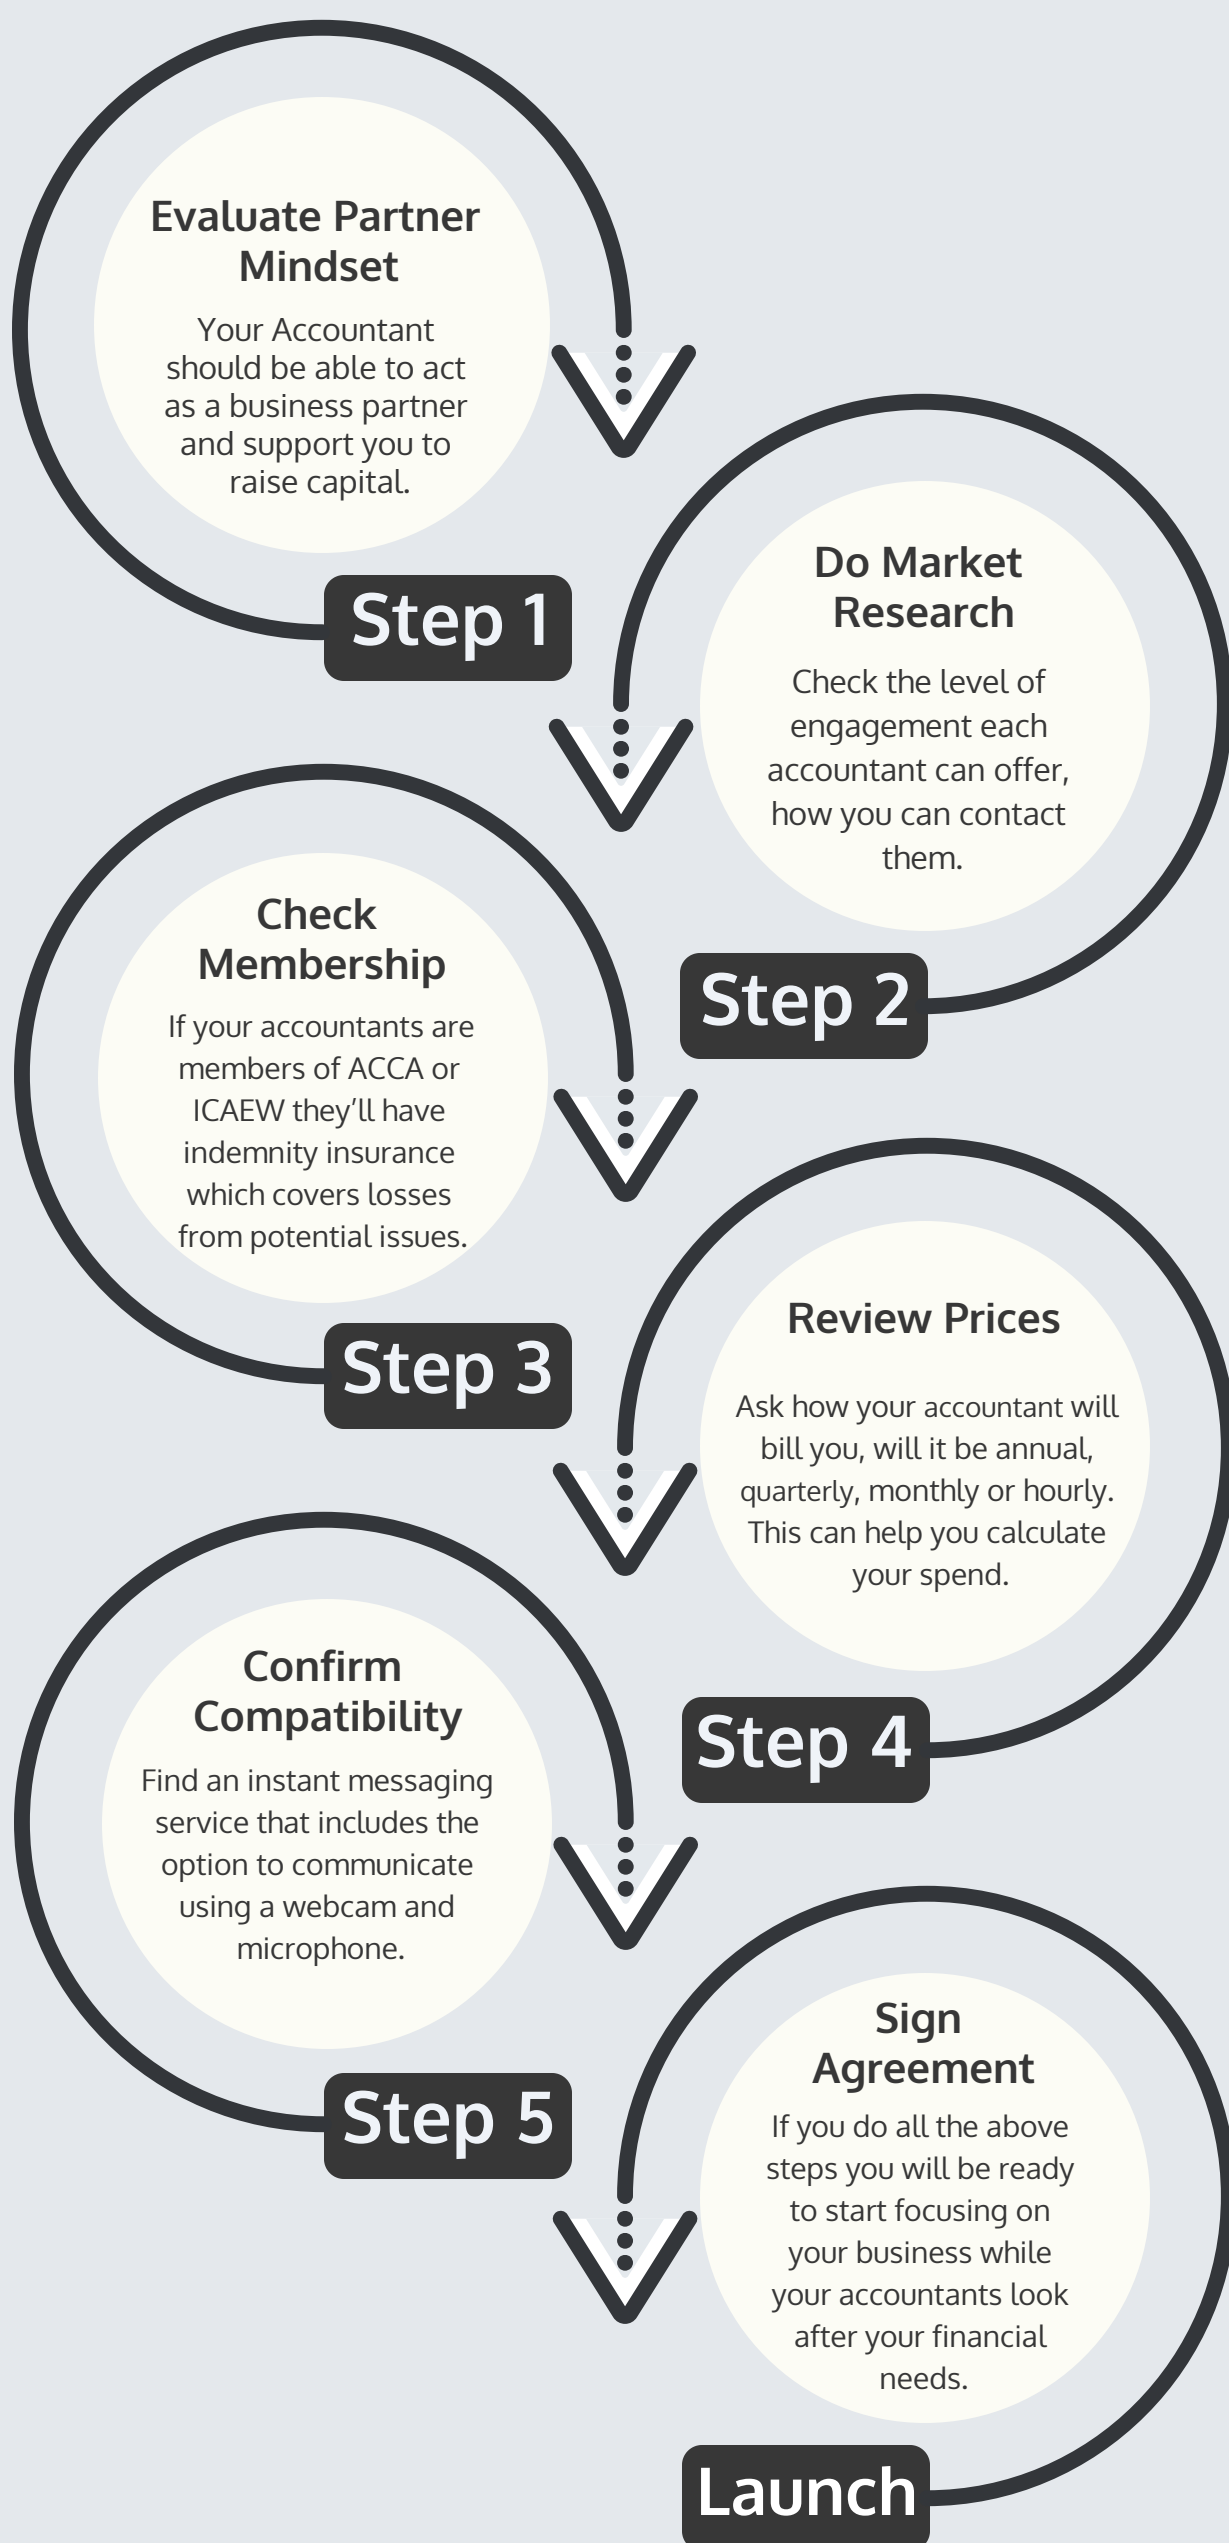 Evaluate Partner
Mindset
Your Accountant
should be able to act
as a business partner
and support you to
raise capital.
Step 1
Do Market
Research
Check the level of
engagement each
accountant can offer,
how you can contact
them.
Step 2
Check
Membership
If your accountants are
members of ACCA or
ICAEW they’ll have
indemnity insurance
which covers losses
from potential issues.
Step 3
Review Prices
Ask how your accountant will
bill you, will it be annual,
quarterly, monthly or hourly.
This can help you calculate
your spend.
Step 4
Confirm
Compatibility
Find an instant messaging
service that includes the
option to communicate
using a webcam and
microphone.
Step 5
Sign
Agreement
If you do all the above
steps you will be ready
to start focusing on
your business while
your accountants look
after your financial
needs.
Launch